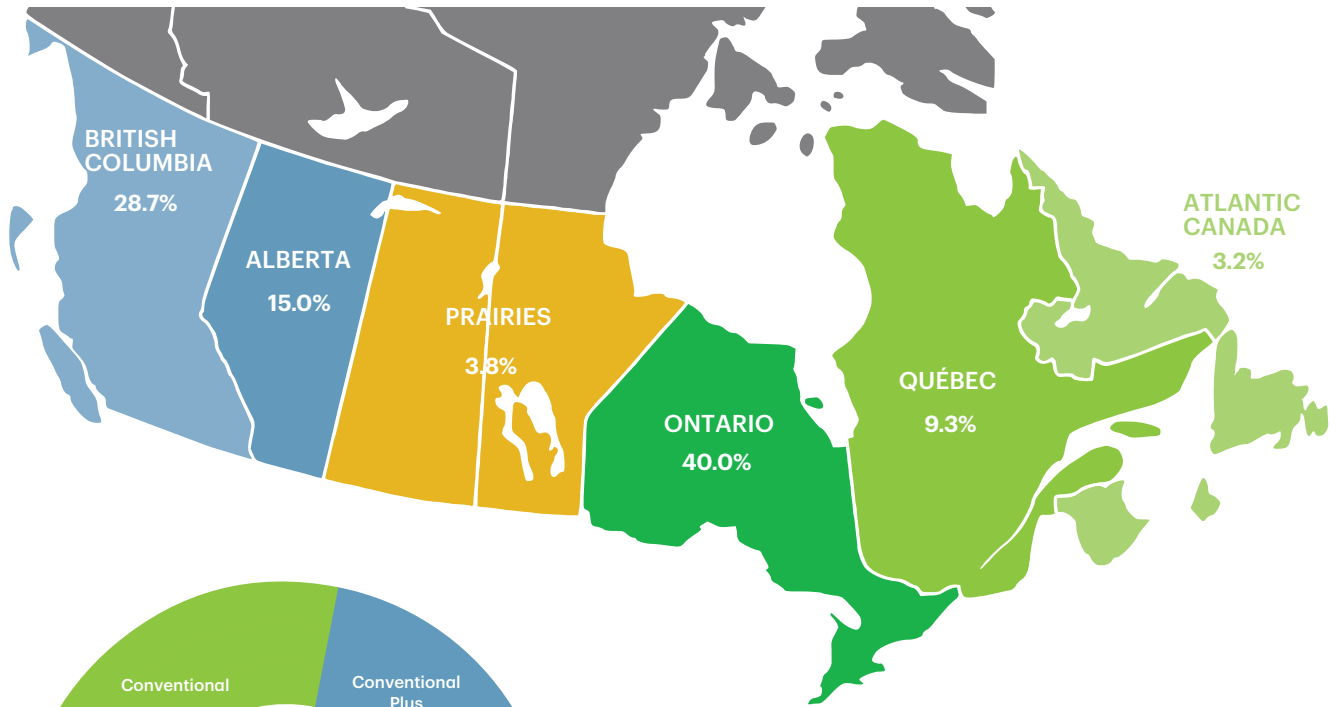 BRITISH
COLUMBIA
28.7%
ALBERTA
15.0%
PRAIRIES
3.8%
ONTARIO
40.0%
QUÉBEC
9.3%
ATLANTIC
CANADA
3.2%
Conventional
Conventional
Plus